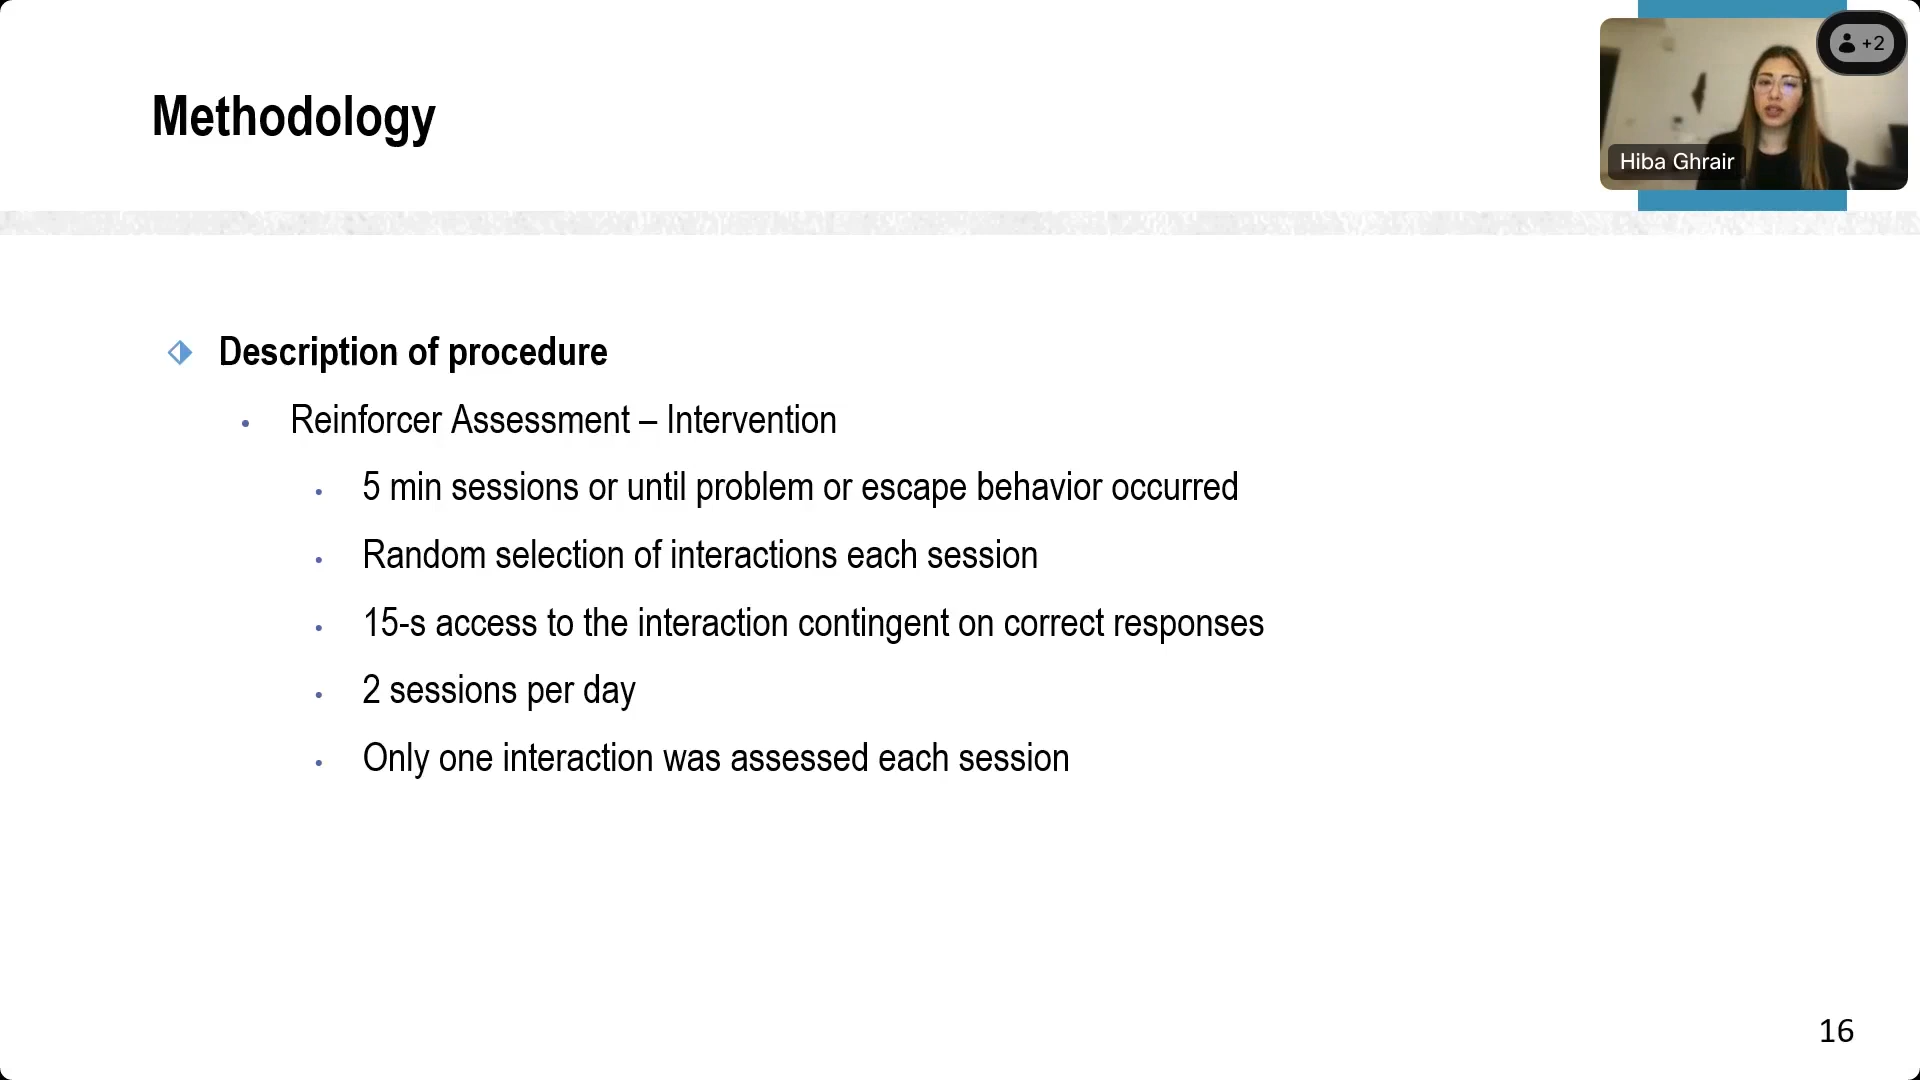 Methodology
+2
Hiba Ghrair
Description of procedure
Reinforcer Assessment – Intervention
5 min sessions or until problem or escape behavior occurred
Random selection of interactions each session
15-s access to the interaction contingent on correct responses
2 sessions per day
Only one interaction was assessed each session
16